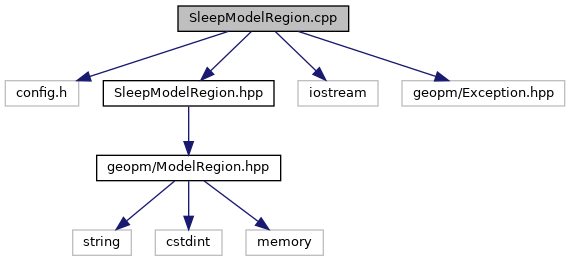 SleepModelRegion.cpp
config.h
SleepModelRegion.hpp
iostream
geopm/Exception.hpp
geopm/ModelRegion.hpp
string
cstdint
memory